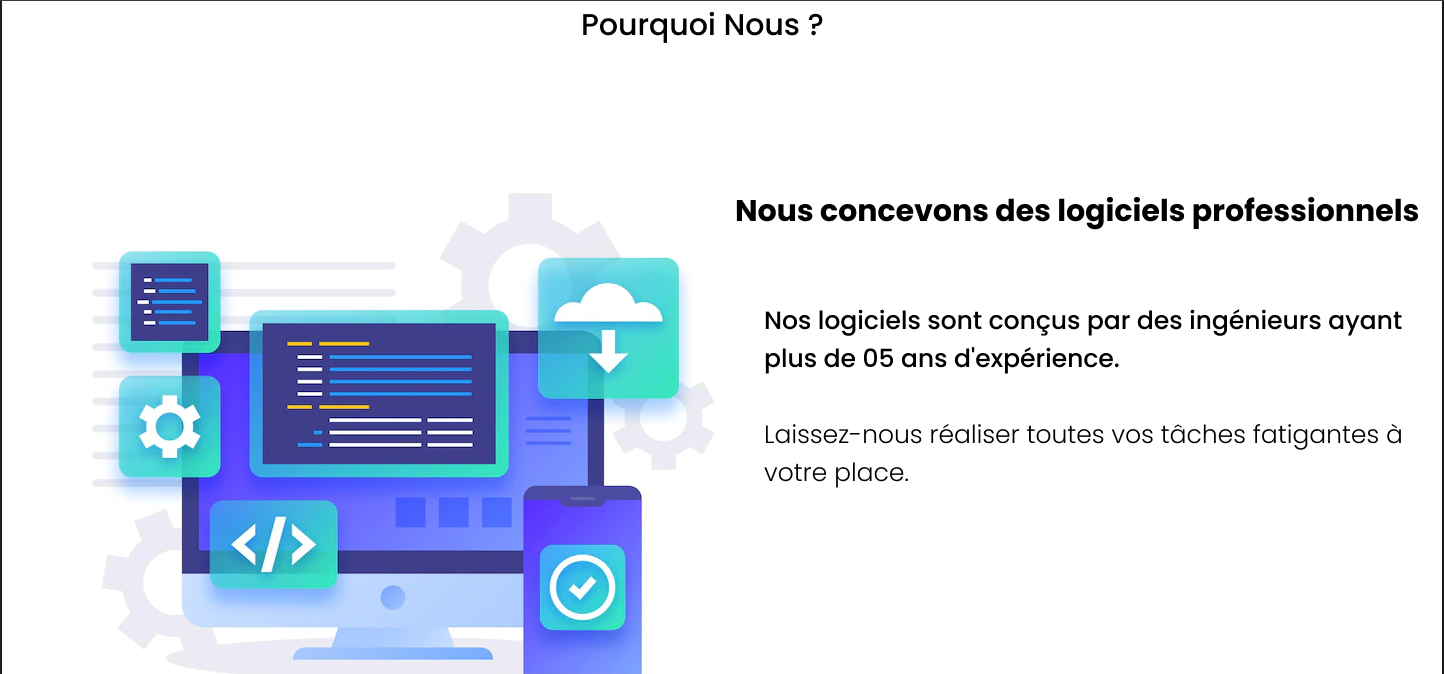 Pourquoi Nous ?
Nous concevons des logiciels professionnels
Nos logiciels sont conçus par des ingénieurs ayant
plus de 05 ans d'expérience.
Laissez-nous réaliser toutes vos tâches fatigantes à
votre place.